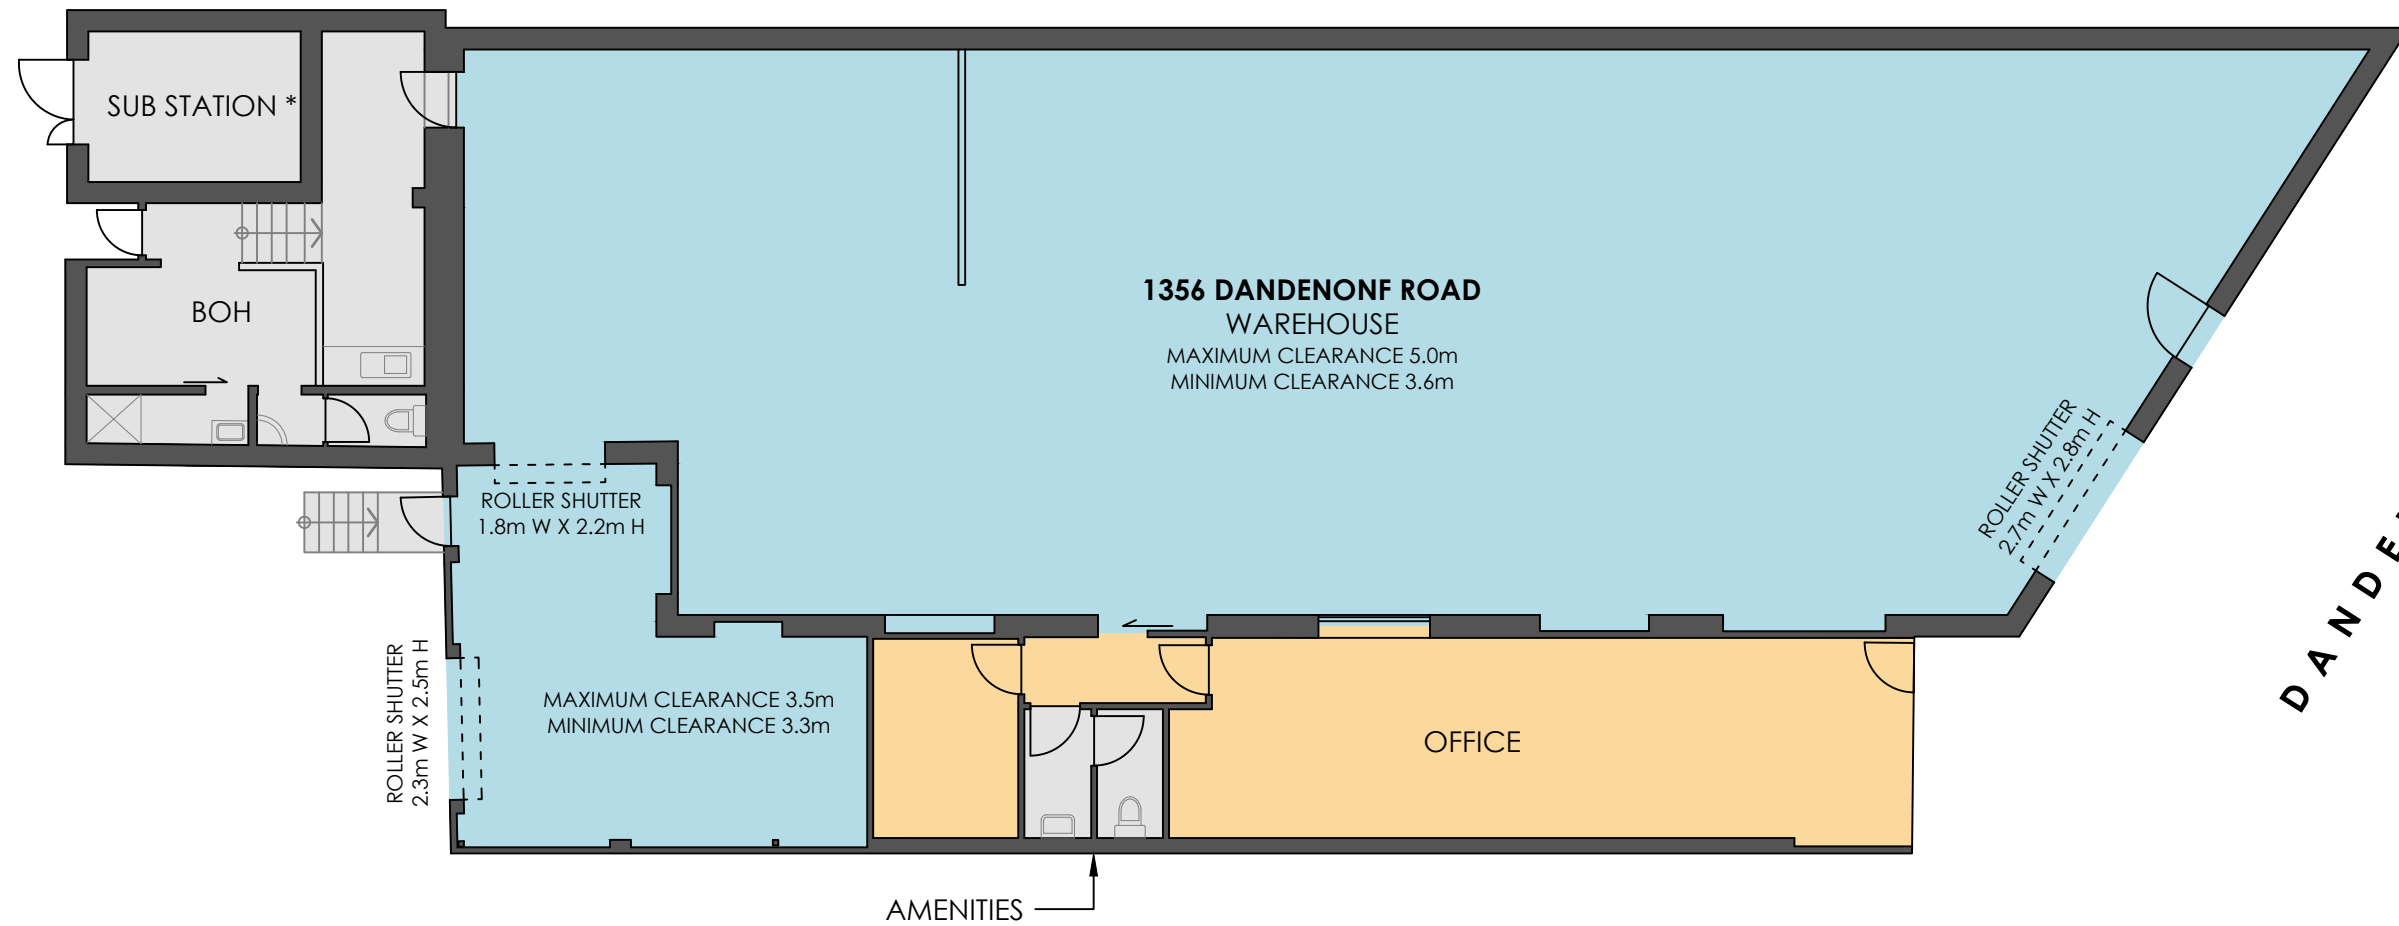 SUB STATION *
BOH
1356 DANDENONF ROAD
WAREHOUSE
MAXIMUM CLEARANCE 5.0m
MINIMUM CLEARANCE 3.6m
ROLLER SHUTTER
2.7m W X 2.8m H
ROLLER SHUTTER
1.8m W X 2.2m H
ROLLER SHUTTER
2.3m W X 2.5m H
MAXIMUM CLEARANCE 3.5m
MINIMUM CLEARANCE 3.3m
OFFICE
AMENITIES